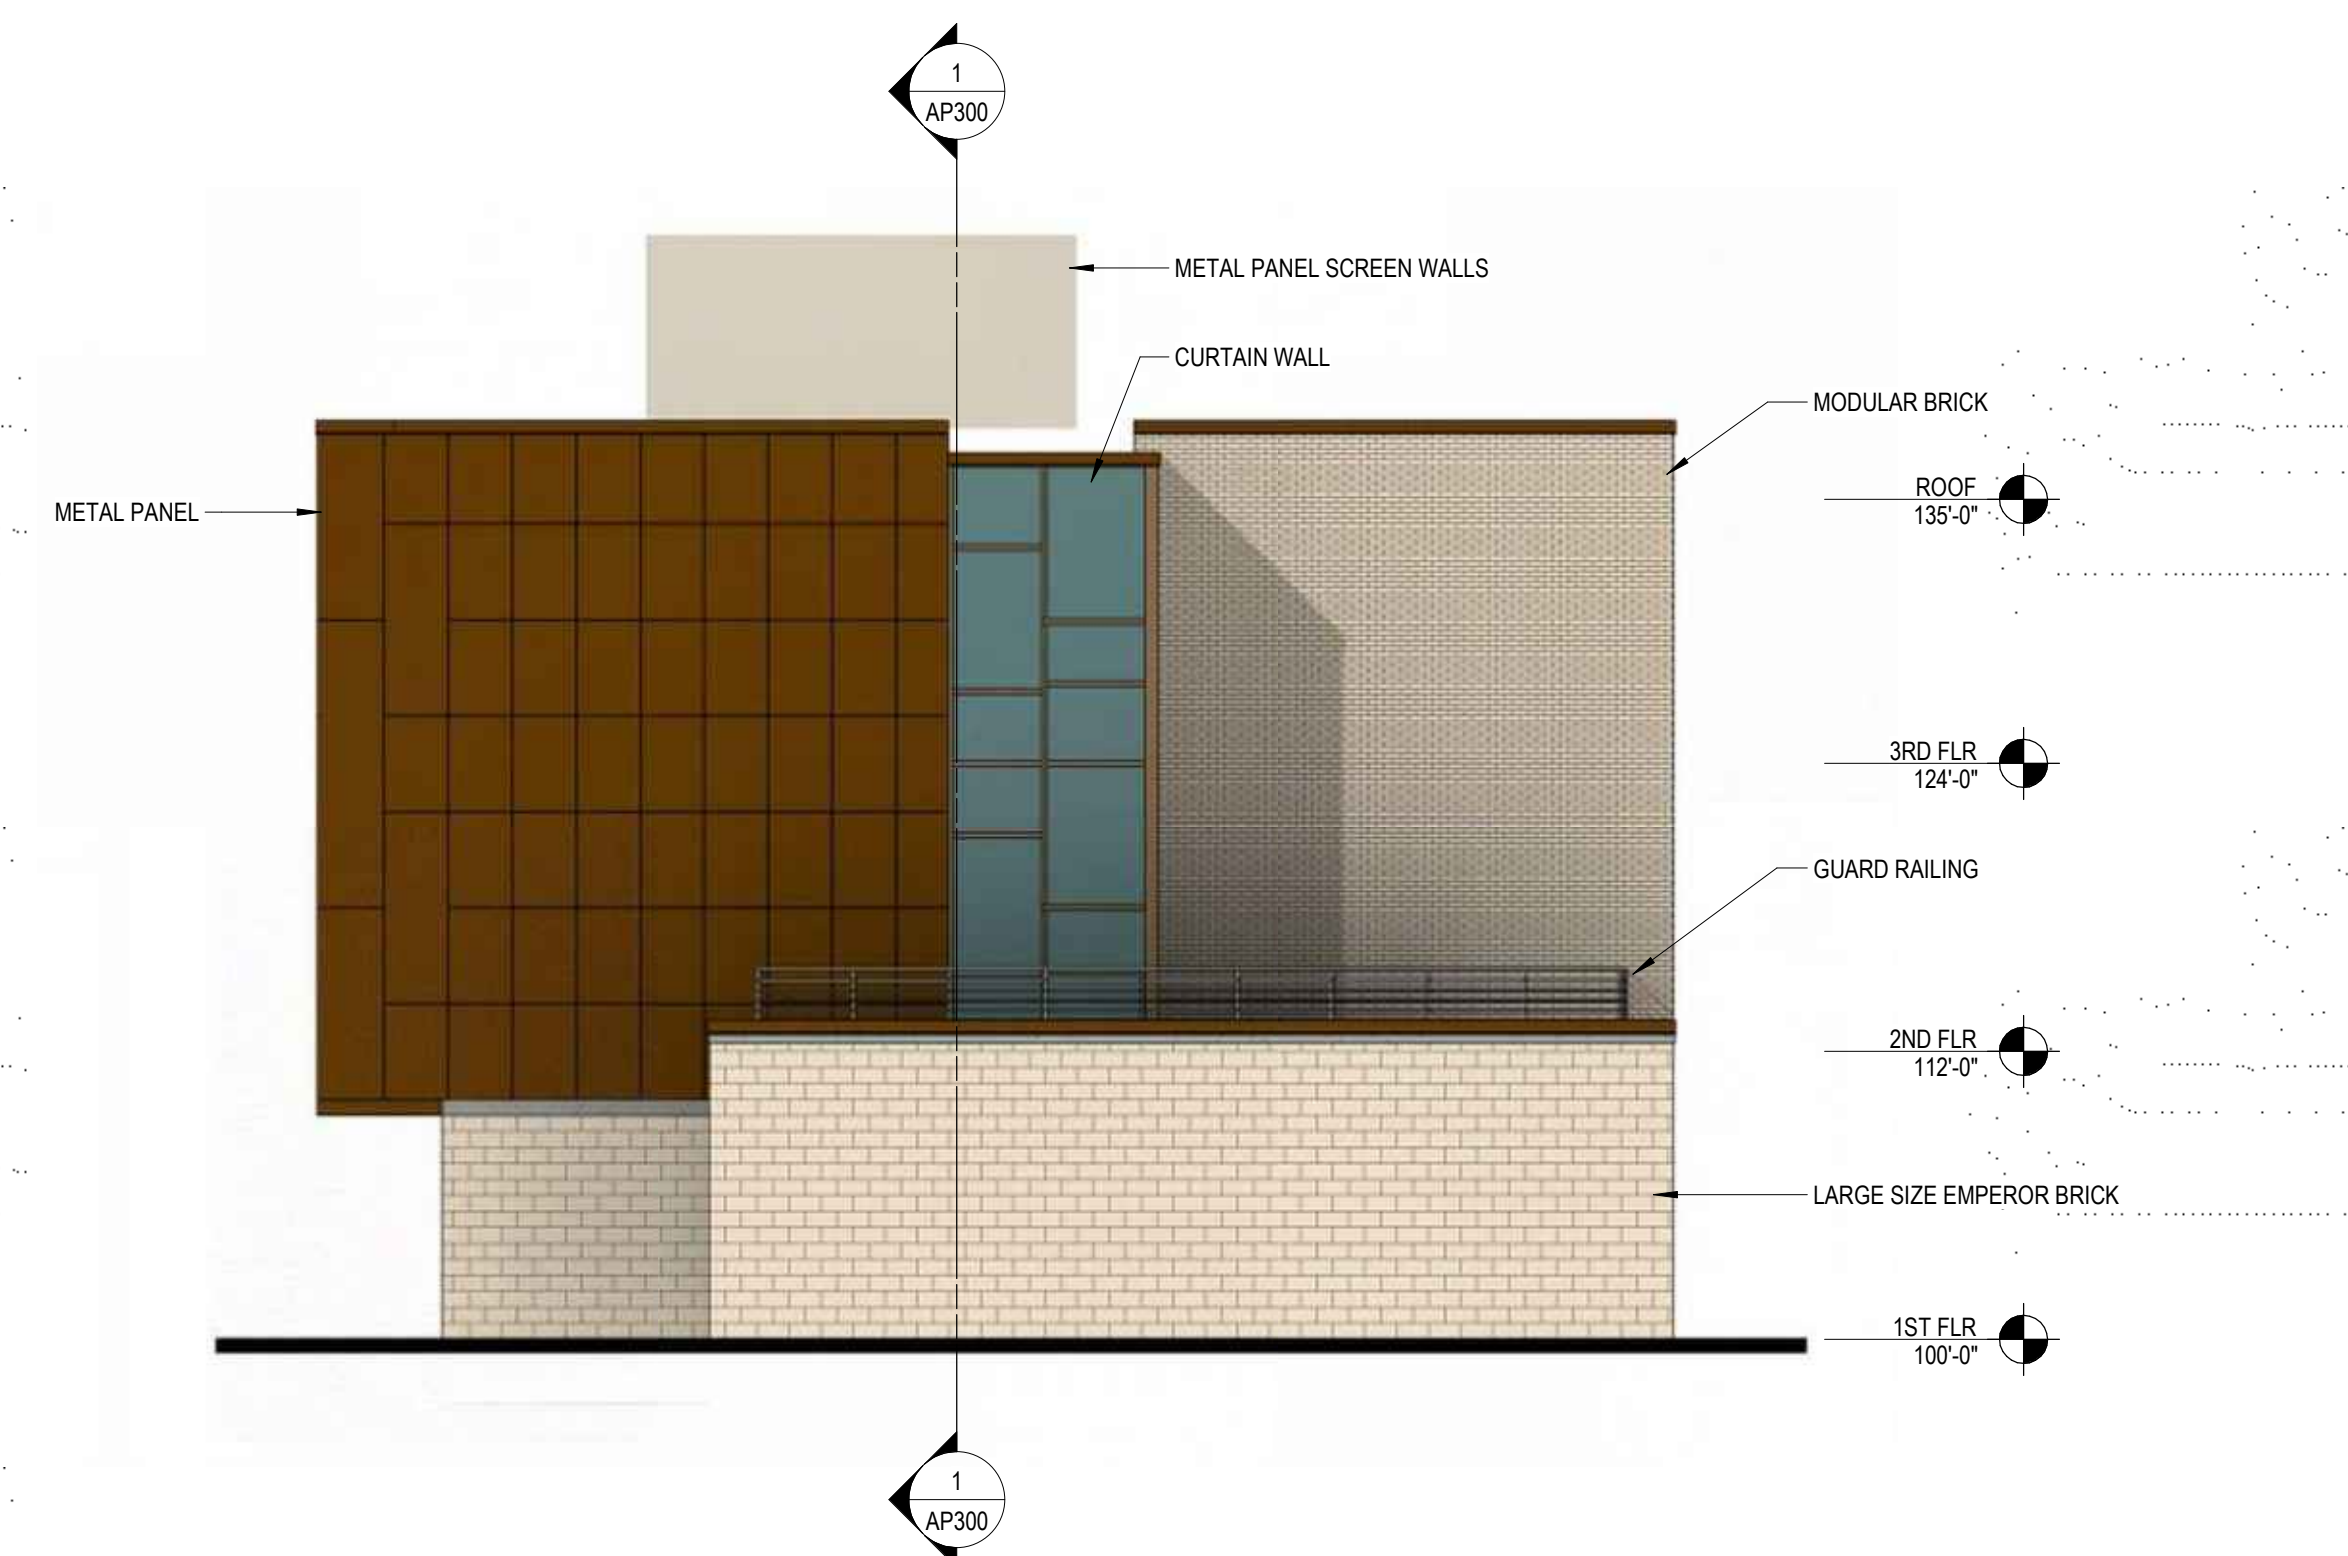 1
AP300
METAL PANEL SCREEN WALLS
CURTAIN WALL
MODULAR BRICK
ROOF
135'-0"
METAL PANEL
3RD FLR
124'-0"
GUARD RAILING
2ND FLR
112'-0"
LARGE SIZE EMPEROR BRICK
1ST FLR
100'-0"
1
AP300